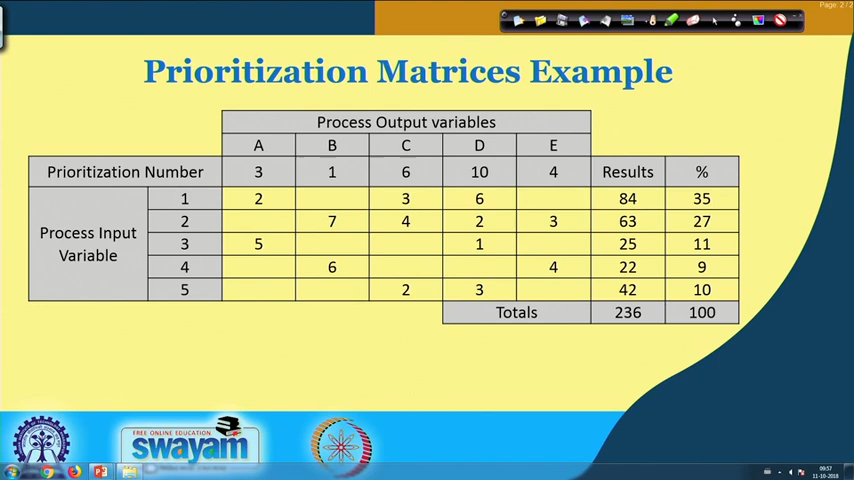 Page: 2 / 2
Prioritization Matrices Example
Process Output variables
A B C D E
Prioritization Number 3 1 6 10 4 Results %
1 2 3 6 84 35
2 7 4 2 3 63 27
Process Input Variable
3 5 1 25 11
4 6 4 22 9
5 2 3 42 10
Totals 236 100
FREE ONLINE EDUCATION
swayam
09:57
11-10-2018